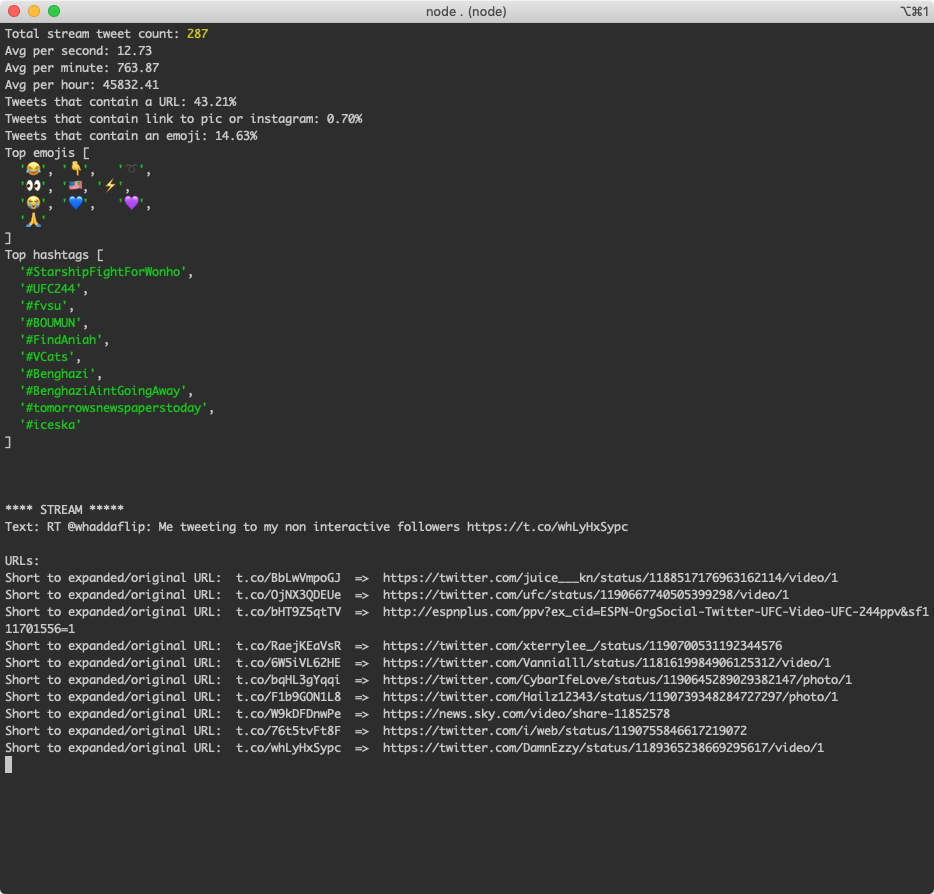 node . (node)
⌥⌘1
Total stream tweet count: 287
Avg per second: 12.73
Avg per minute: 763.87
Avg per hour: 45832.41
Tweets that contain a URL: 43.21%
Tweets that contain link to pic or instagram: 0.70%
Tweets that contain an emoji: 14.63%
Top emojis [
  '😂', '👇', '➰',
  '👀', '🇺🇸, '⚡',
  '😭', '💙', '💜',
  '🙏'
]
Top hashtags [
  '#StarshipFightForWonho',
  '#UFC244',
  '#fvsu',
  '#BOUMUN',
  '#FindAniah',
  '#VCats',
  '#Benghazi',
  '#BenghaziAintGoingAway',
  '#tomorrowsnewspaperstoday',
  '#iceska'
]
**** STREAM *****
Text: RT @whaddaflip: Me tweeting to my non interactive followers https://t.co/whLyHxSypc
URLs:
Short to expanded/original URL:  t.co/BbLwVmpoGJ  =>  https://twitter.com/juice___kn/status/1188517176963162114/video/1
Short to expanded/original URL:  t.co/OjNX3QDEUe  =>  https://twitter.com/ufc/status/1190667740505399298/video/1
Short to expanded/original URL:  t.co/bHT9Z5qtTV  =>  http://espnplus.com/ppv?ex_cid=ESPN-OrgSocial-Twitter-UFC-Video-UFC-244ppv&sf1
11701556=1
Short to expanded/original URL:  t.co/RaejKEaVsR  =>  https://twitter.com/xterrylee_/status/1190700531192344576
Short to expanded/original URL:  t.co/6W5iVL6ZHE  =>  https://twitter.com/Vannialll/status/1181619984906125312/video/1
Short to expanded/original URL:  t.co/bqHL3gYqqi  =>  https://twitter.com/CybarIfeLove/status/1190645289029382147/photo/1
Short to expanded/original URL:  t.co/F1b9GON1L8  =>  https://twitter.com/Hailz12343/status/1190739348284727297/photo/1
Short to expanded/original URL:  t.co/W9kDFDnwPe  =>  https://news.sky.com/video/share-11852578
Short to expanded/original URL:  t.co/76t5tvFt8F  =>  https://twitter.com/i/web/status/1190755846617219072
Short to expanded/original URL:  t.co/whLyHxSypc  =>  https://twitter.com/DamnEzzy/status/1189365238669295617/video/1